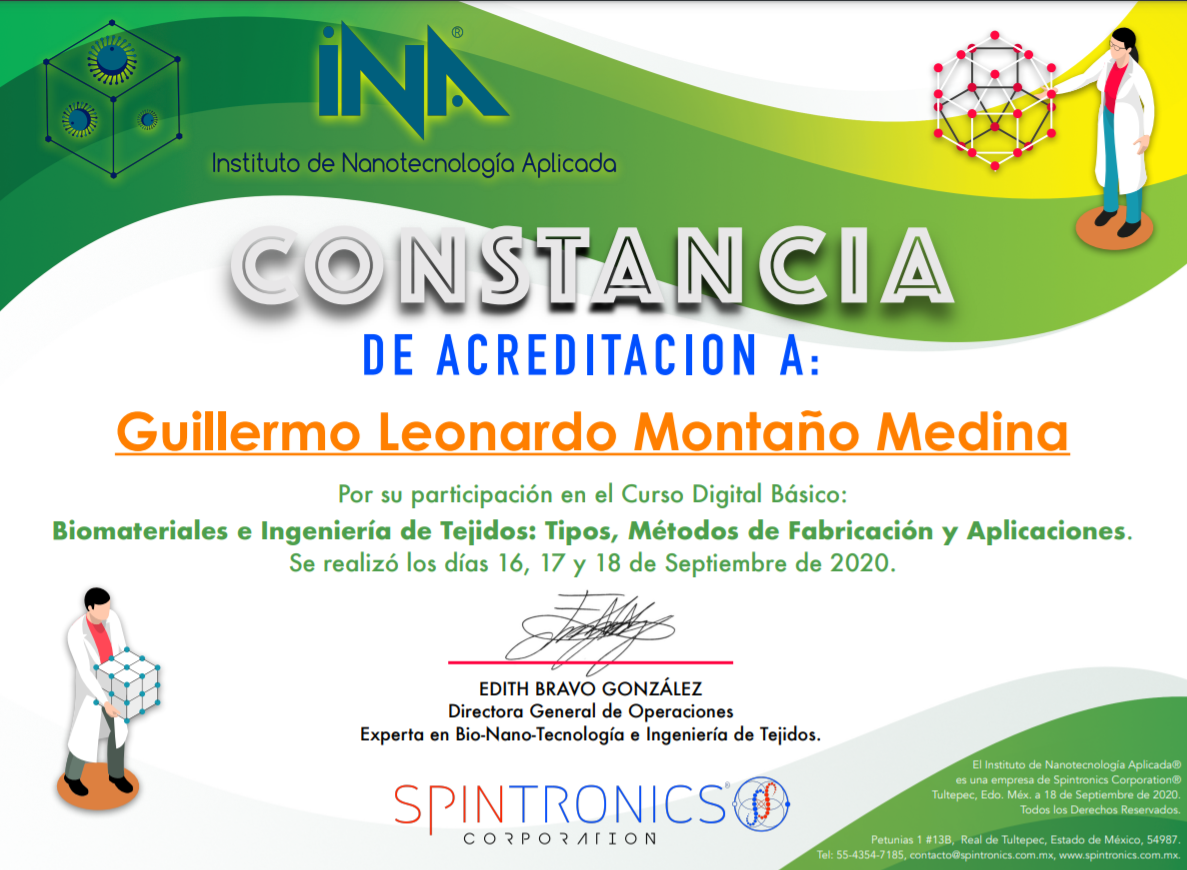 iNA®
Instituto de Nanotecnología Aplicada
CONSTANCIA
DE ACREDITACION A:
Guillermo Leonardo Montaño Medina
Por su participación en el Curso Digital Básico:
Biomateriales e Ingeniería de Tejidos: Tipos, Métodos de Fabricación y Aplicaciones.
Se realizó los días 16, 17 y 18 de Septiembre de 2020.
EDITH BRAVO GONZÁLEZ
Directora General de Operaciones
Experta en Bio-Nano-Tecnología e Ingeniería de Tejidos.
SPINTRONICS®
CORPORATION
El Instituto de Nanotecnología Aplicada®
es una empresa de Spintronics Corporation®
Tultepec, Edo. Méx. a 18 de Septiembre de 2020.
Todos los Derechos Reservados.
Petunias 1 #13B, Real de Tultepec, Estado de México, 54987.
Tel: 55-4354-7185, contacto@spintronics.com.mx, www.spintronics.com.mx.